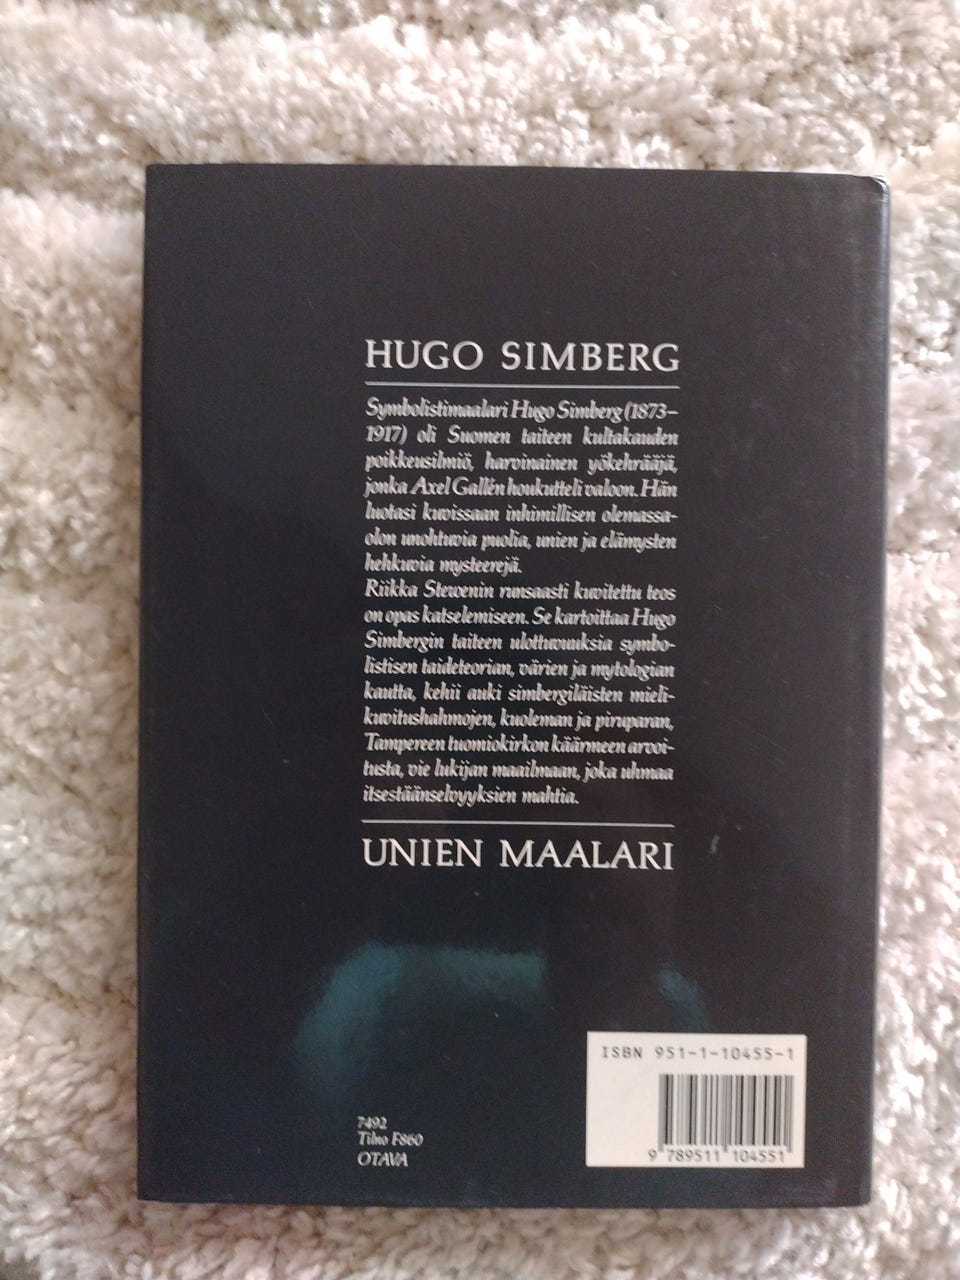 HUGO SIMBERG
Symbolistimaalari Hugo Simberg (1873–
1917) oli Suomen taiteen kultakauden
poikkeusilmiö, harvinainen yökehrääjä,
jonka Axel Gallén houkutteli valoon. Hän
luotasi kuvissaan inhimillisen olemassa-
olon unohtuvia puolia, unien ja elämysten
hehkuvia mysteerejä.
Riikka Stewenin runsaasti kuvitettu teos
on opas katselemiseen. Se kartoittaa Hugo
Simbergin taiteen ulottuvuuksia symbo-
listisen taideteorian, värien ja mytologian
kautta, kehii auki simbergiläisten mieli-
kuvitushahmojen, kuoleman ja piruparan,
Tampereen tuomiokirkon käärmeen arvoi-
tusta, vie lukijan maailmaan, joka uhmaa
itsestäänselvyyksien mahtia.
UNIEN MAALARI
ISBN 951-1-10455-1
9 789511 104551
7492
Tilno F860
OTAVA